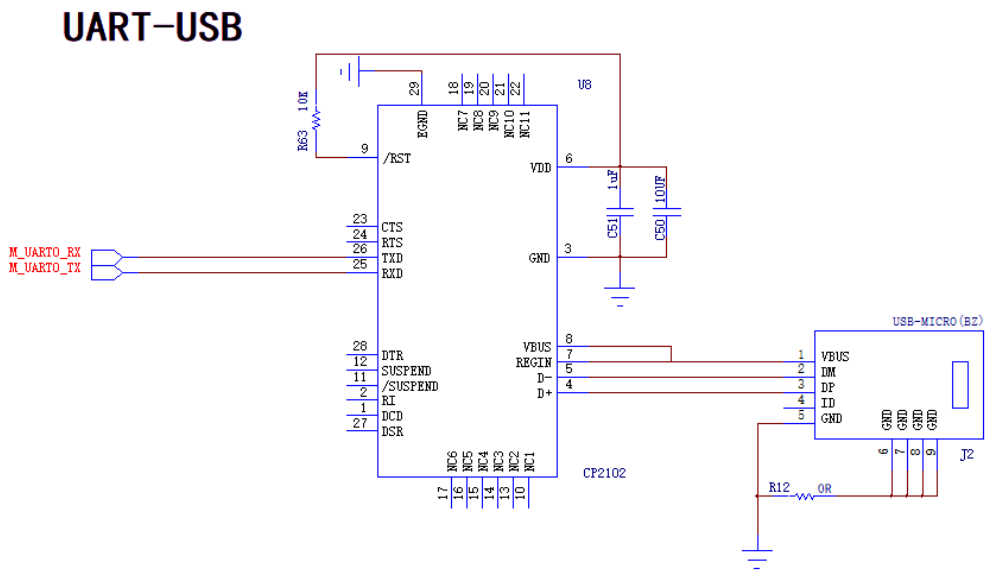 UART-USB
U8
29
18
19
20
21
22
EGND
NC7
NC8
NC9
NC10
NC11
R63 10K
9 /RST
VDD 6
C51 1uF
C50 10UF
23 CTS
24 RTS
M_UART0_RX 26 TXD
M_UART0_TX 25 RXD
GND 3
28 DTR
12 SUSPEND
11 /SUSPEND
2 RI
1 DCD
27 DSR
VBUS 8
REGIN 7
D- 5
D+ 4
USB-MICRO(BZ)
1 VBUS
2 DM
3 DP
4 ID
5 GND
GND
GND
GND
GND
6
7
8
9
J2
NC6
NC5
NC4
NC3
NC2
NC1
17
16
15
14
13
10
CP2102
R12 0R